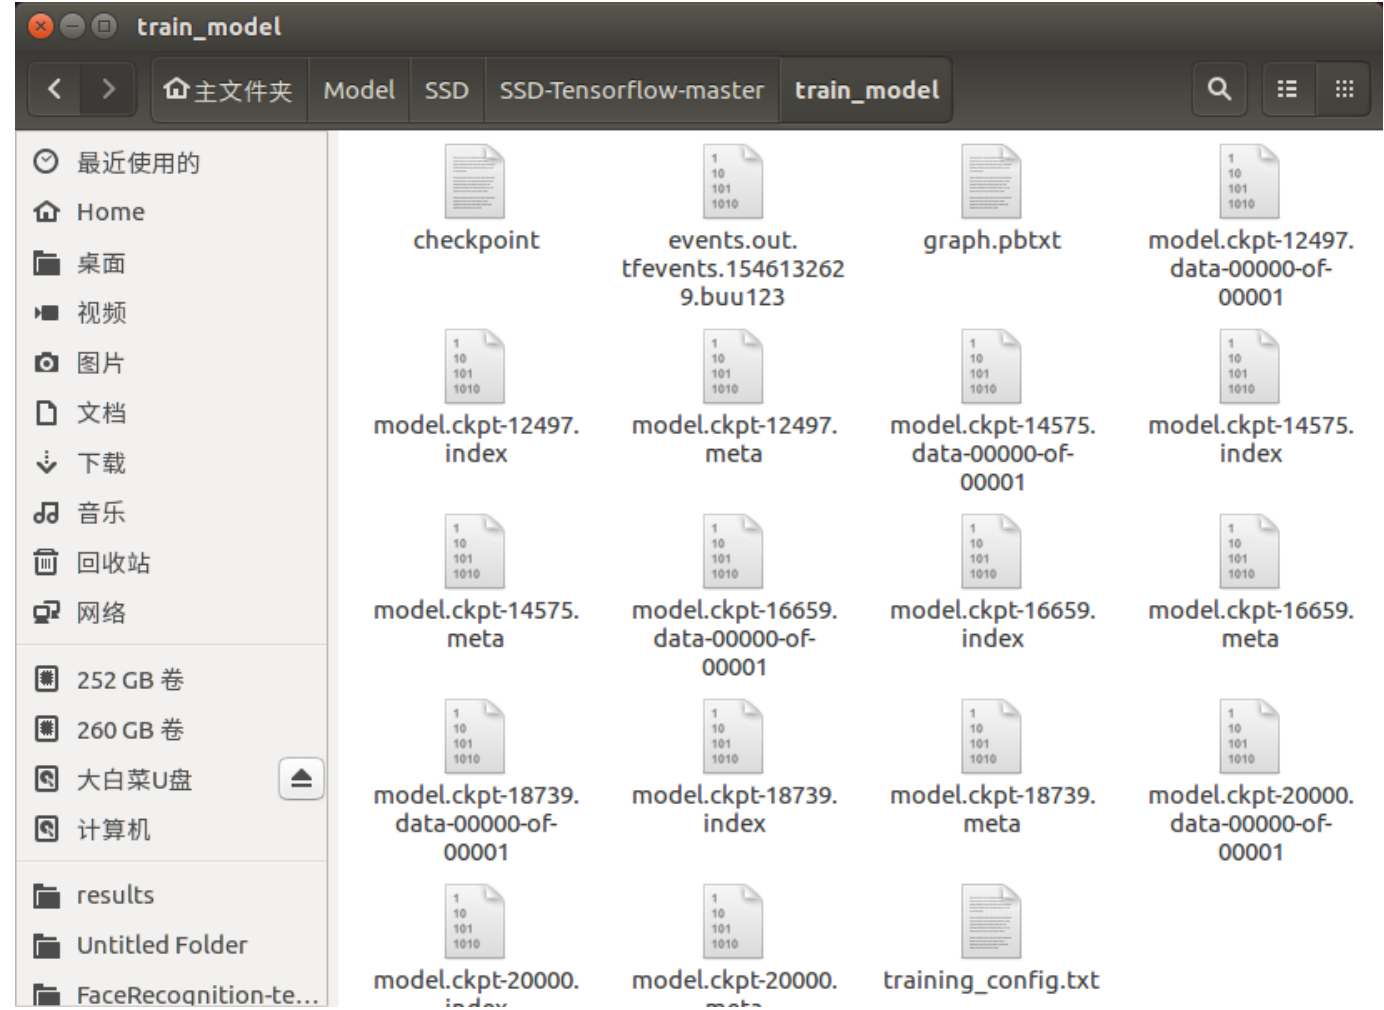 train_model
主文件夹 Model SSD SSD-Tensorflow-master train_model
最近使用的
Home
桌面
视频
图片
文档
下载
音乐
回收站
网络
252 GB 卷
260 GB 卷
大白菜U盘
计算机
results
Untitled Folder
FaceRecognition-te...
checkpoint
events.out.
tfevents.154613262
9.buu123
graph.pbtxt
model.ckpt-12497.
data-00000-of-
00001
model.ckpt-12497.
index
model.ckpt-12497.
meta
model.ckpt-14575.
data-00000-of-
00001
model.ckpt-14575.
index
model.ckpt-14575.
meta
model.ckpt-16659.
data-00000-of-
00001
model.ckpt-16659.
index
model.ckpt-16659.
meta
model.ckpt-18739.
data-00000-of-
00001
model.ckpt-18739.
index
model.ckpt-18739.
meta
model.ckpt-20000.
data-00000-of-
00001
model.ckpt-20000.
index
model.ckpt-20000.
meta
training_config.txt